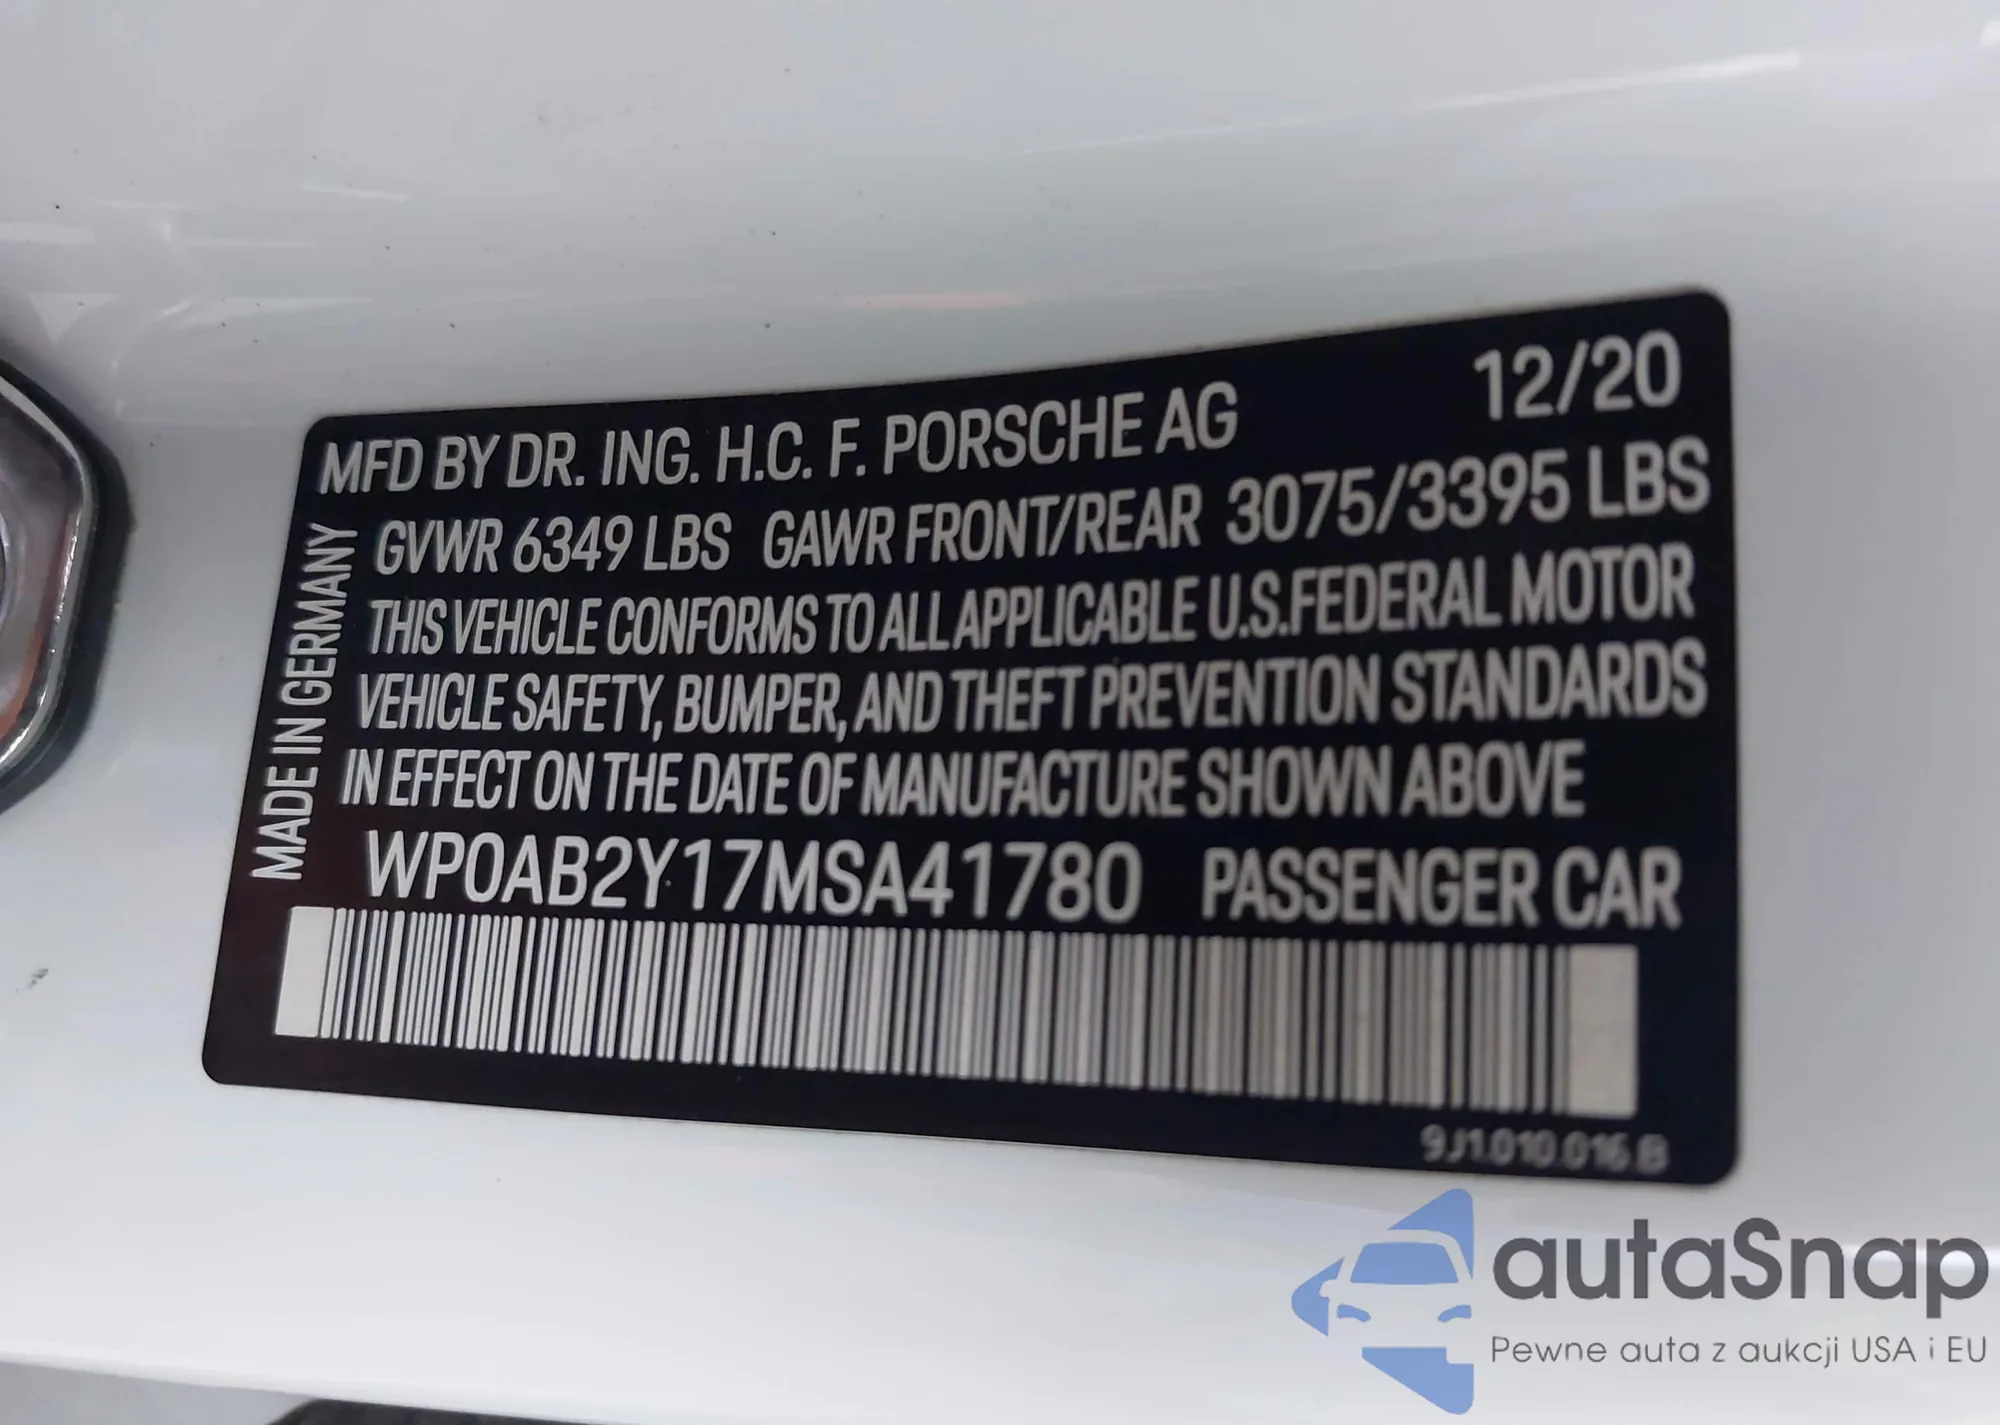 MFD BY DR. ING. H.C. F. PORSCHE AG 12/20
GVWR 6349 LBS GAWR FRONT/REAR 3075/3395 LBS
THIS VEHICLE CONFORMS TO ALL APPLICABLE U.S.FEDERAL MOTOR
VEHICLE SAFETY, BUMPER, AND THEFT PREVENTION STANDARDS
IN EFFECT ON THE DATE OF MANUFACTURE SHOWN ABOVE
WP0AB2Y17MSA41780 PASSENGER CAR
MADE IN GERMANY
9J1.010.016.B
autaSnap
Pewne auta z aukcji USA i EU